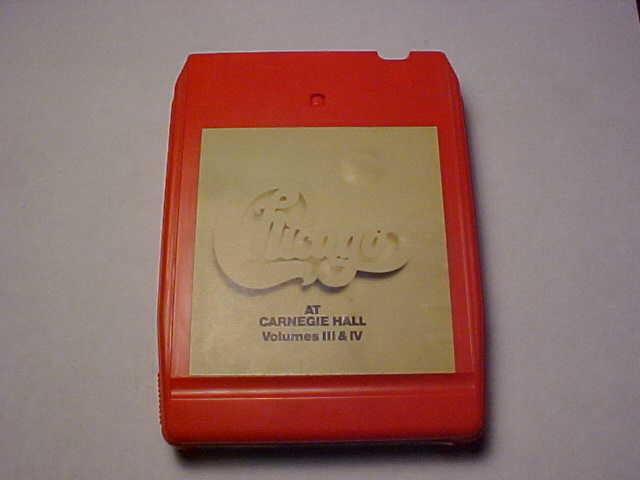 Chicago
AT
CARNEGIE HALL
Volumes III & IV